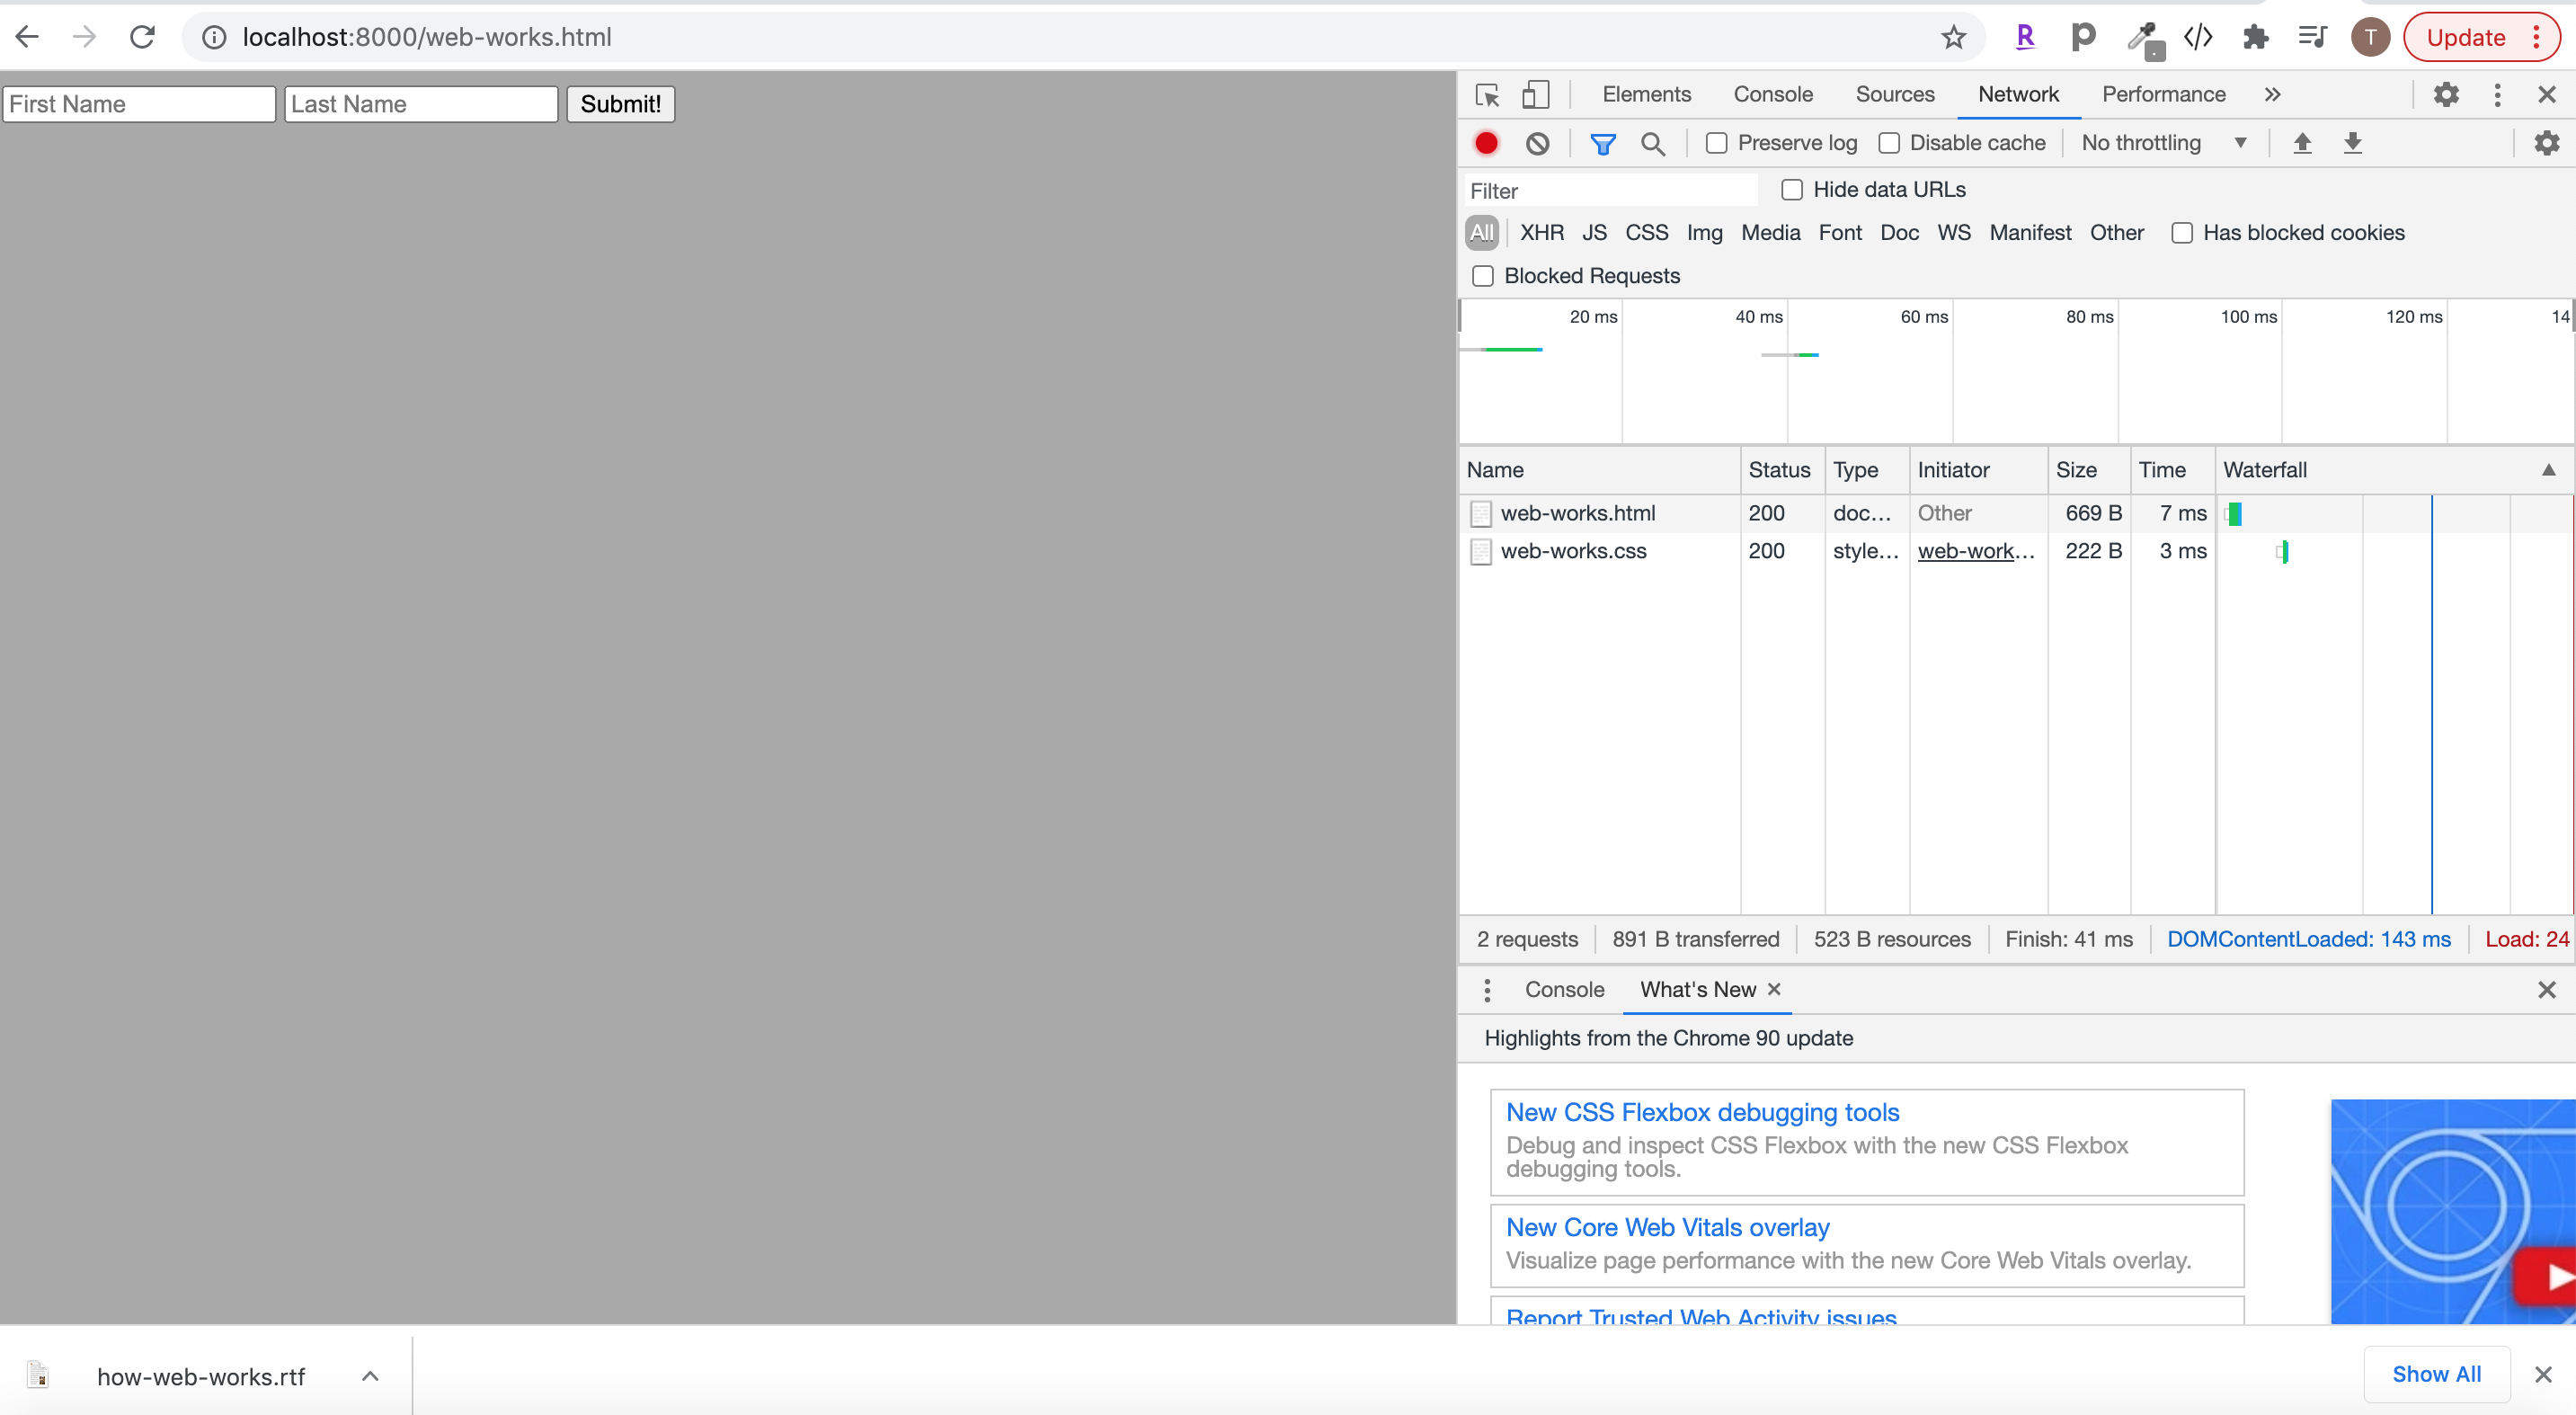 localhost:8000/web-works.html
R p </> T Update
First Name Last Name Submit!
Elements Console Sources Network Performance »
Preserve log Disable cache No throttling
Filter Hide data URLs
All XHR JS CSS Img Media Font Doc WS Manifest Other Has blocked cookies
Blocked Requests
20 ms 40 ms 60 ms 80 ms 100 ms 120 ms 14
Name Status Type Initiator Size Time Waterfall
web-works.html 200 doc... Other 669 B 7 ms
web-works.css 200 style... web-work... 222 B 3 ms
2 requests 891 B transferred 523 B resources Finish: 41 ms DOMContentLoaded: 143 ms Load: 24
Console What's New
Highlights from the Chrome 90 update
New CSS Flexbox debugging tools
Debug and inspect CSS Flexbox with the new CSS Flexbox
debugging tools.
New Core Web Vitals overlay
Visualize page performance with the new Core Web Vitals overlay.
Report Trusted Web Activity issues
how-web-works.rtf Show All